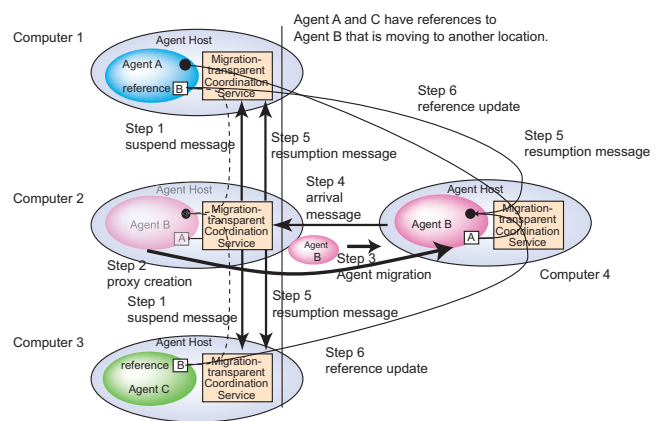 Agent A and C have references to
Agent B that is moving to another location.
Computer 1
Agent Host
Agent A
reference
B
Migration-
transparent
Coordination
Service
Step 6
reference update
Step 1
suspend message
Step 5
resumption message
Step 5
resumption message
Computer 2
Agent Host
Agent B
A
Migration-
transparent
Coordination
Service
Step 4
arrival
message
Agent Host
Agent B
A
Migration-
transparent
Coordination
Service
Agent
B
Step 3
Agent migration
Computer 4
Step 2
proxy creation
Step 1
suspend message
Step 5
resumption message
Computer 3
Agent Host
reference
B
Agent C
Migration-
transparent
Coordination
Service
Step 6
reference update